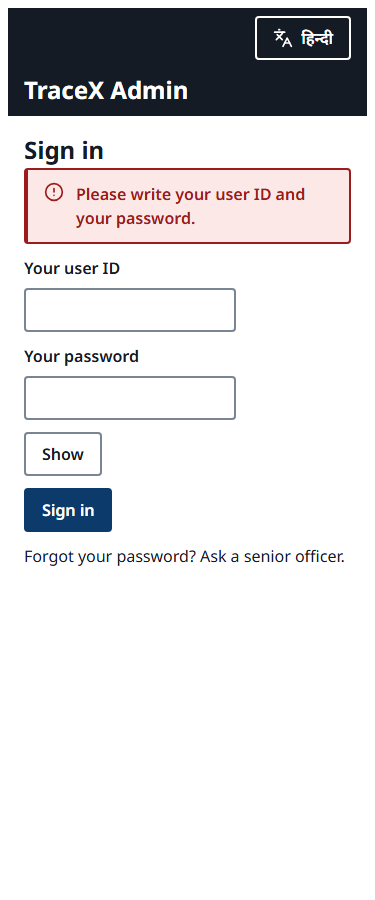 हिन्दी
TraceX Admin
Sign in
Please write your user ID and
your password.
Your user ID
Your password
Show
Sign in
Forgot your password? Ask a senior officer.